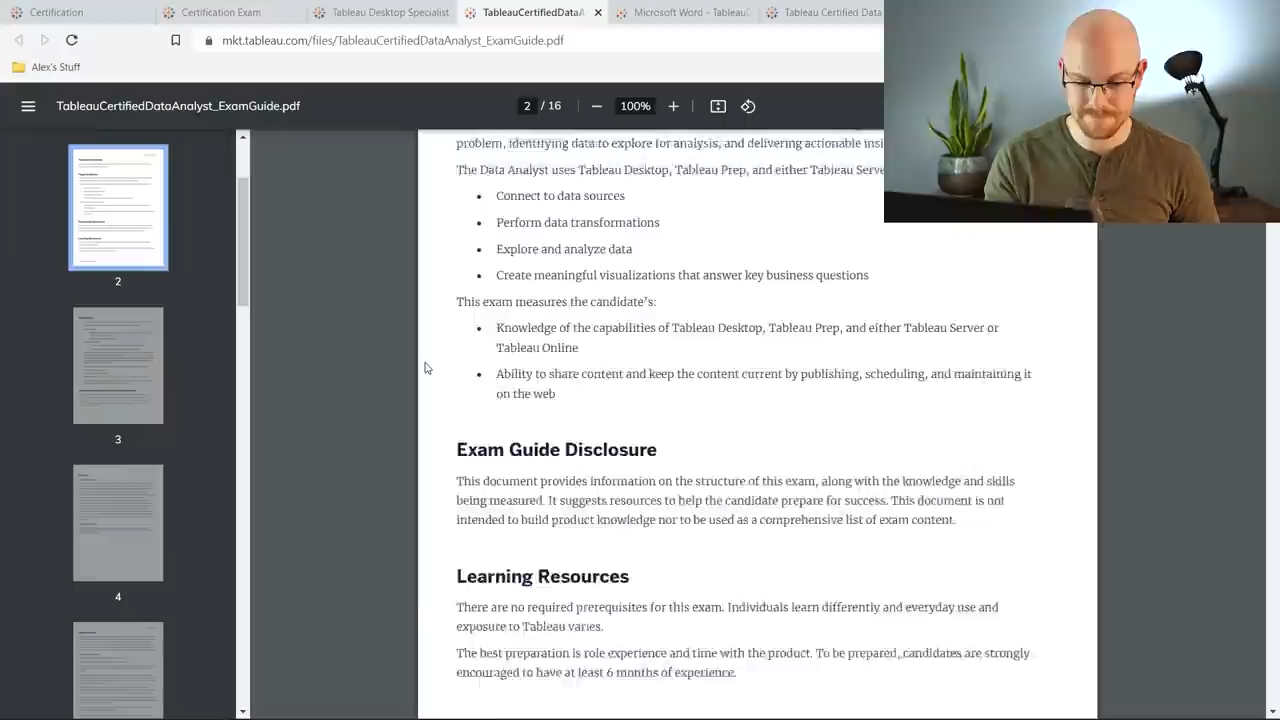 Certification
Certification Exam
Tableau Desktop Specialist
TableauCertifiedDataA
Microsoft Word - Tableau
Tableau Certified Data
mkt.tableau.com/files/TableauCertifiedDataAnalyst_ExamGuide.pdf
Alex's Stuff
TableauCertifiedDataAnalyst_ExamGuide.pdf
2 / 16
100%
2
3
4
problem, identifying data to explore for analysis, and delivering actionable insi
The Data Analyst uses Tableau Desktop, Tableau Prep, and either Tableau Serve
• Connect to data sources
• Perform data transformations
• Explore and analyze data
• Create meaningful visualizations that answer key business questions
This exam measures the candidate's:
• Knowledge of the capabilities of Tableau Desktop, Tableau Prep, and either Tableau Server or
Tableau Online
• Ability to share content and keep the content current by publishing, scheduling, and maintaining it
on the web
Exam Guide Disclosure
This document provides information on the structure of this exam, along with the knowledge and skills
being measured. It suggests resources to help the candidate prepare for success. This document is not
intended to build product knowledge nor to be used as a comprehensive list of exam content.
Learning Resources
There are no required prerequisites for this exam. Individuals learn differently and everyday use and
exposure to Tableau varies.
The best preparation is role experience and time with the product. To be prepared, candidates are strongly
encouraged to have at least 6 months of experience.